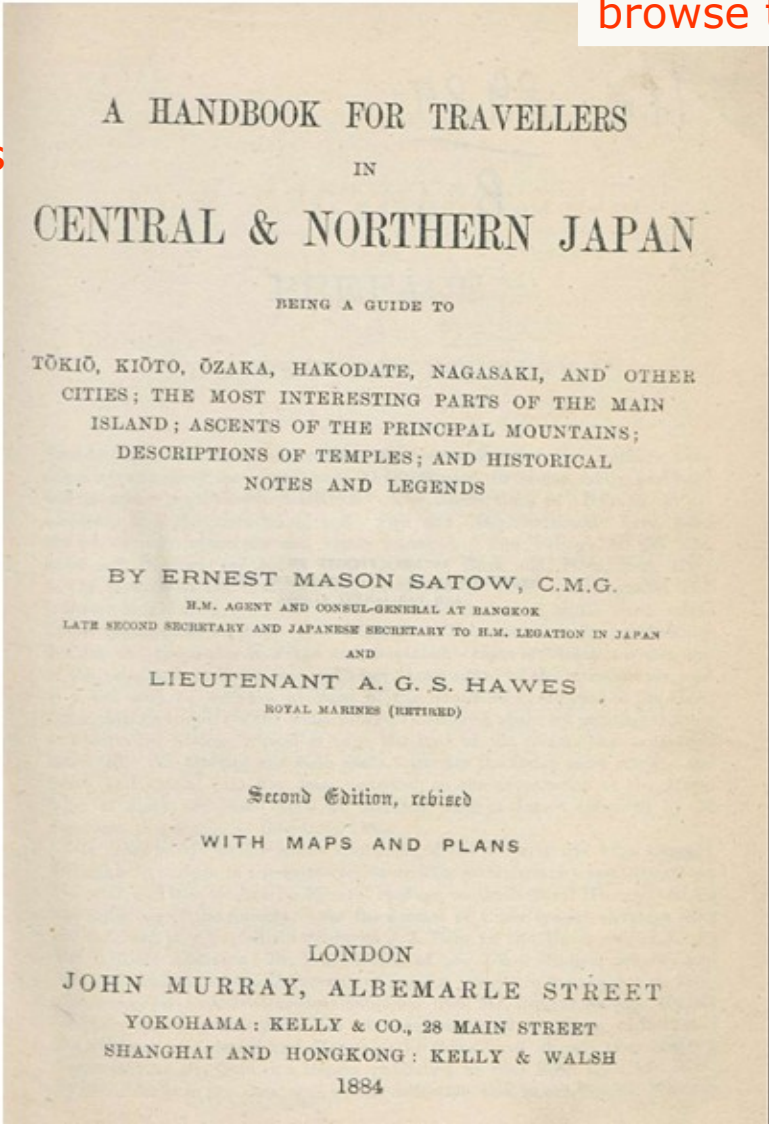 browse
s
A HANDBOOK FOR TRAVELLERS
IN
CENTRAL & NORTHERN JAPAN
BEING A GUIDE TO
TŌKIŌ, KIŌTO, ŌZAKA, HAKODATE, NAGASAKI, AND OTHER
CITIES; THE MOST INTERESTING PARTS OF THE MAIN
ISLAND; ASCENTS OF THE PRINCIPAL MOUNTAINS;
DESCRIPTIONS OF TEMPLES; AND HISTORICAL
NOTES AND LEGENDS
BY ERNEST MASON SATOW, C.M.G.
H.M. AGENT AND CONSUL-GENERAL AT BANGKOK
LATE SECOND SECRETARY AND JAPANESE SECRETARY TO H.M. LEGATION IN JAPAN
AND
LIEUTENANT A. G. S. HAWES
ROYAL MARINES (RETIRED)
Second Edition, revised
WITH MAPS AND PLANS
LONDON
JOHN MURRAY, ALBEMARLE STREET
YOKOHAMA: KELLY & CO., 28 MAIN STREET
SHANGHAI AND HONGKONG: KELLY & WALSH
1884